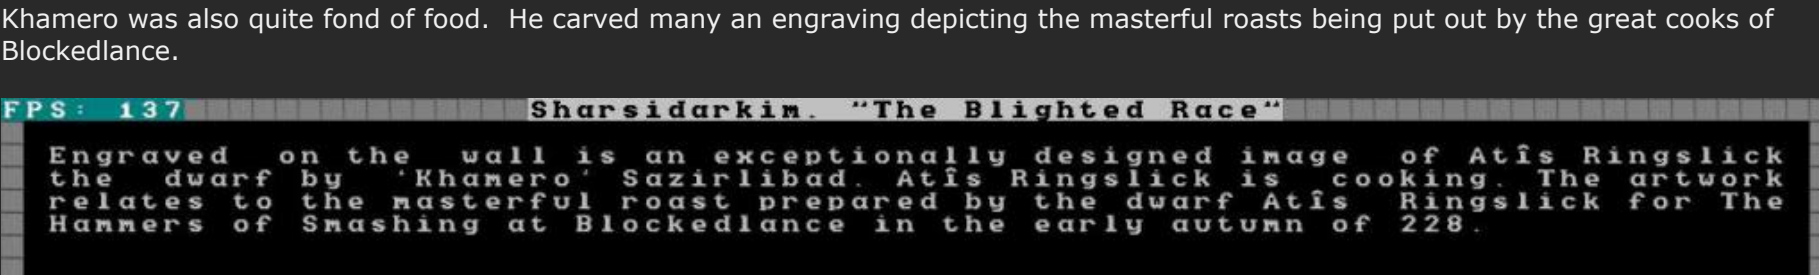 Khamero was also quite fond of food. He carved many an engraving depicting the masterful roasts being put out by the great cooks of
Blockedlance.
FPS: 137 Sharsidarkim. "The Blighted Race"
Engraved on the wall is an exceptionally designed image of Atîs Ringslick
the dwarf by 'Khamero' Sazirlibad. Atîs Ringslick is cooking. The artwork
relates to the masterful roast prepared by the dwarf Atîs Ringslick for The
Hammers of Smashing at Blockedlance in the early autumn of 228.